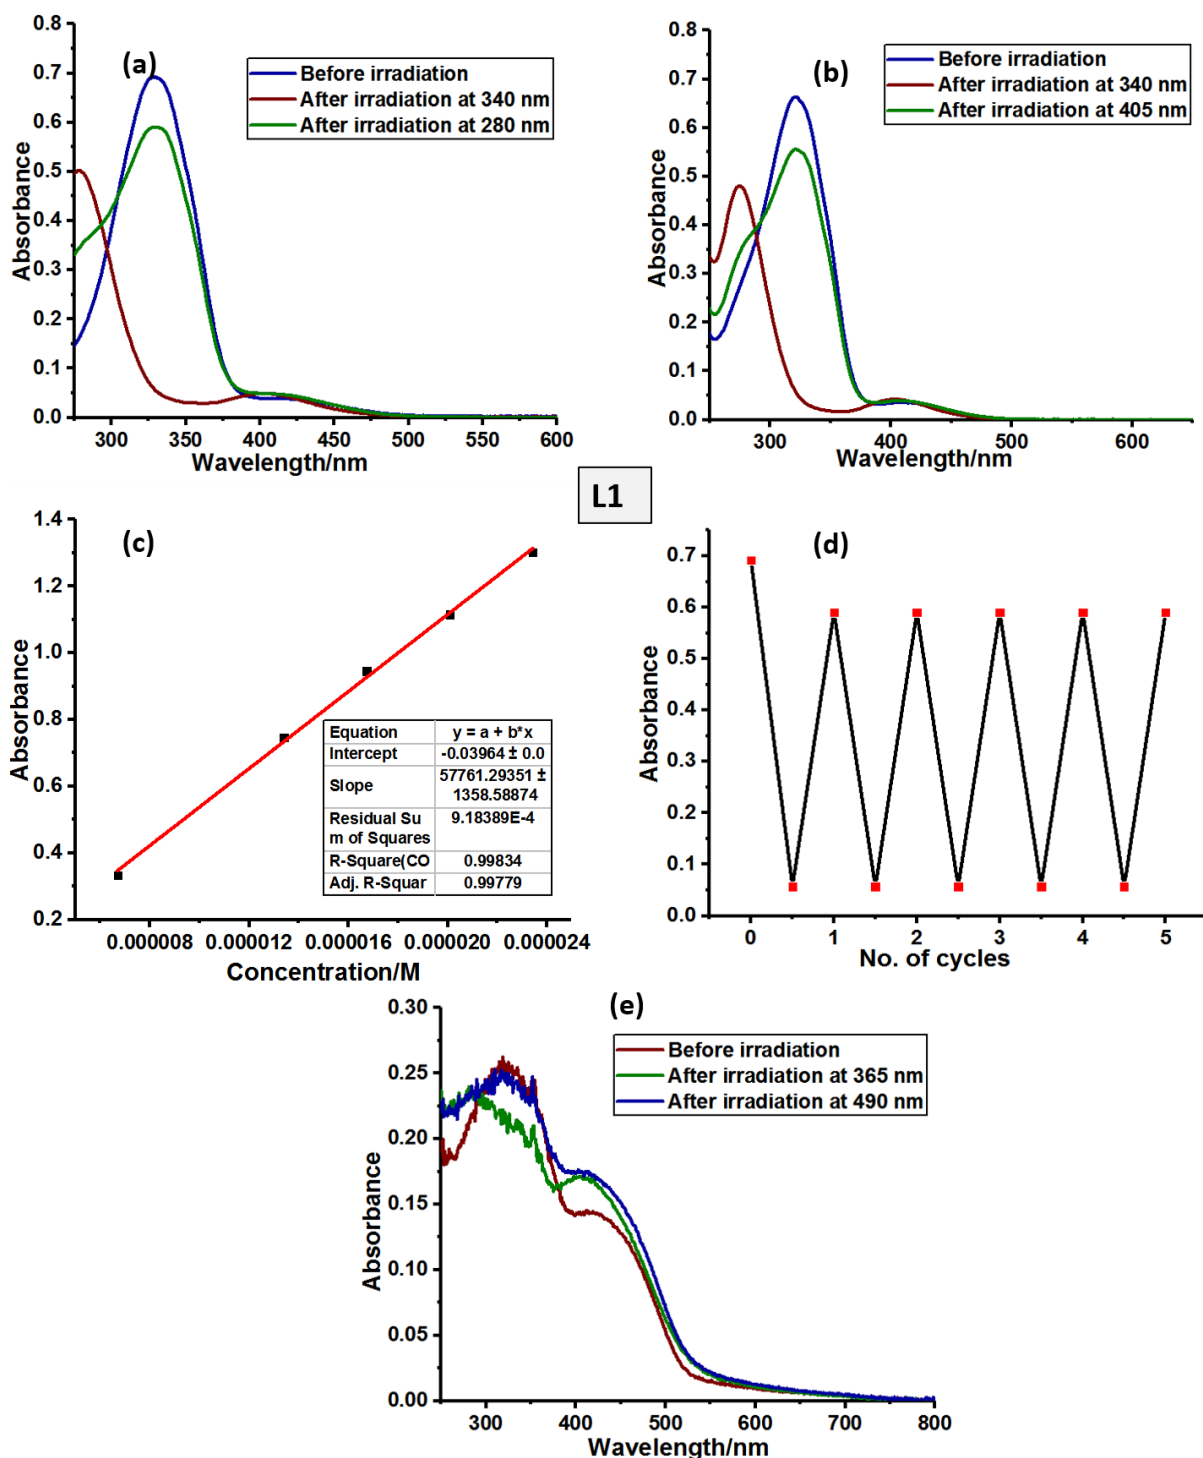 (a)
Before irradiation
After irradiation at 340 nm
After irradiation at 280 nm
0.8
0.7
0.6
0.5
0.4
0.3
0.2
0.1
0.0
Absorbance
300 350 400 450 500 550 600
Wavelength/nm
(b)
Before irradiation
After irradiation at 340 nm
After irradiation at 405 nm
0.8
0.7
0.6
0.5
0.4
0.3
0.2
0.1
0.0
Absorbance
300 400 500 600
Wavelength/nm
L1
(c)
1.4
1.2
1.0
0.8
0.6
0.4
0.2
Absorbance
Equation y = a + b*x
Intercept -0.03964 ± 0.0
Slope 57761.29351 ±
1358.58874
Residual Su 9.18389E-4
m of Squares
R-Square(CO 0.99834
Adj. R-Squar 0.99779
0.000008 0.000012 0.000016 0.000020 0.000024
Concentration/M
(d)
0.7
0.6
0.5
0.4
0.3
0.2
0.1
0.0
Absorbance
0 1 2 3 4 5
No. of cycles
(e)
Before irradiation
After irradiation at 365 nm
After irradiation at 490 nm
0.30
0.25
0.20
0.15
0.10
0.05
0.00
Absorbance
300 400 500 600 700 800
Wavelength/nm